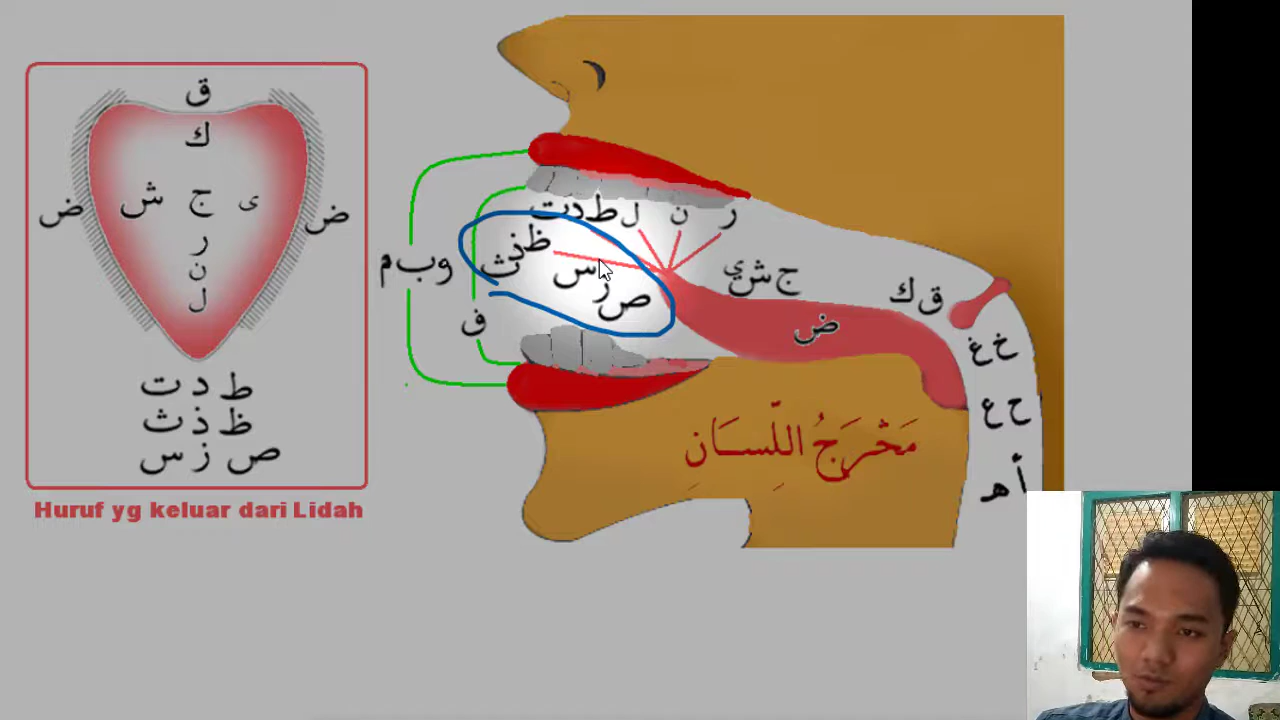 ق
ك
ض ش ج ى ض
ر
ن
ل
ط د ت
ظ ذ ث
ص ز س
Huruf yg keluar dari Lidah
ط د ت ل ن ر
ظ ذ ث
س
ص ز
و ب م
ف
ج ش ي
ض
ق ك
غ خ
ح ع
أ هـ
مَخْرَجُ اللِّسَانِ